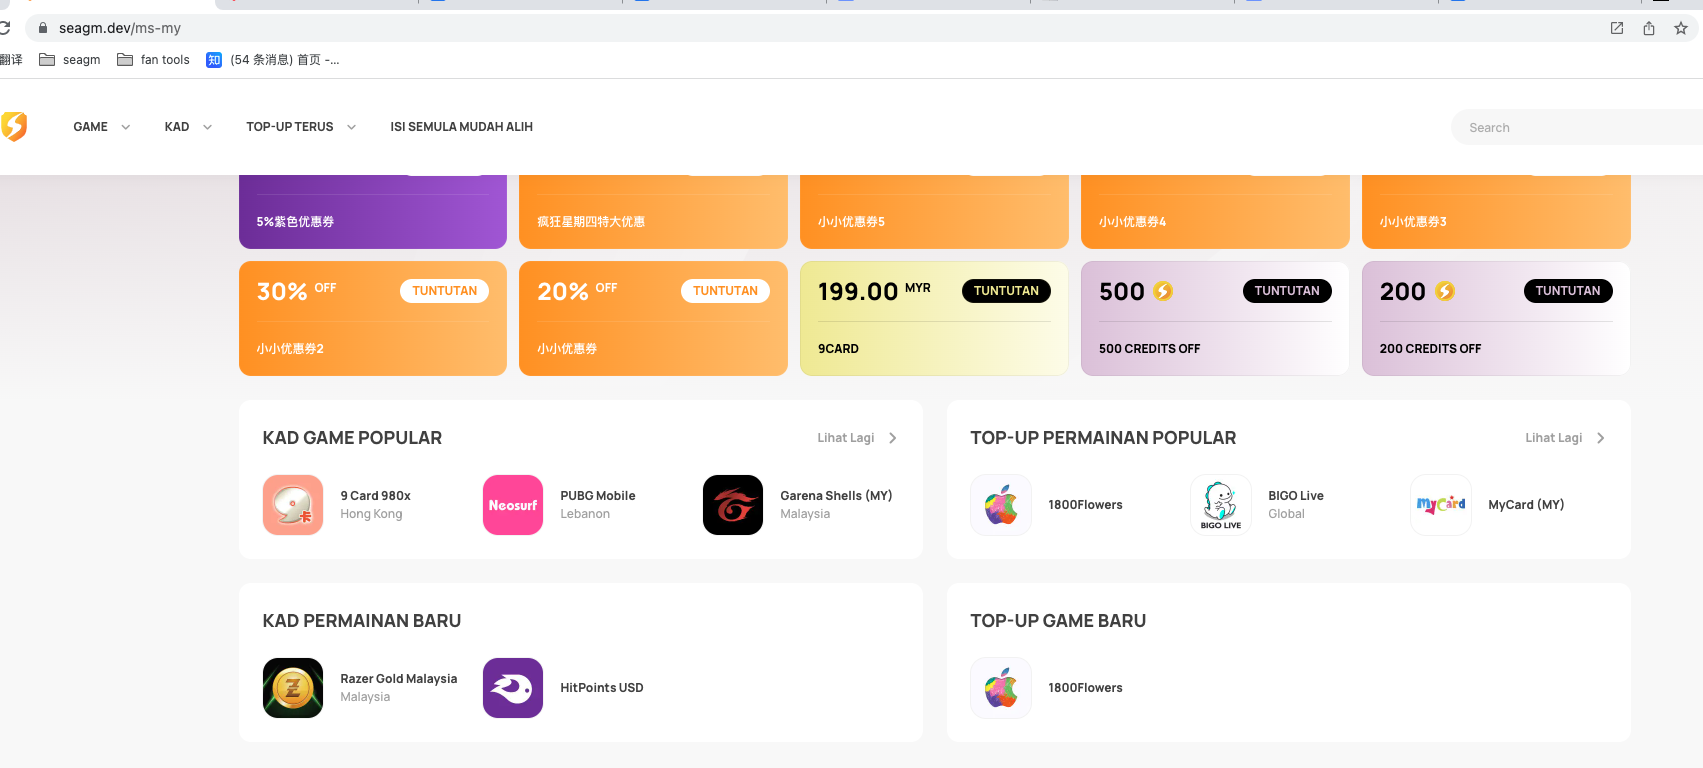 seagm.dev/ms-my
翻译
seagm
fan tools
知
(54 条消息) 首页 -...
GAME
KAD
TOP-UP TERUS
ISI SEMULA MUDAH ALIH
Search
5%紫色优惠券
疯狂星期四特大优惠
小小优惠券5
小小优惠券4
小小优惠券3
30% OFF TUNTUTAN
小小优惠券2
20% OFF TUNTUTAN
小小优惠券
199.00 MYR TUNTUTAN
9CARD
500 TUNTUTAN
500 CREDITS OFF
200 TUNTUTAN
200 CREDITS OFF
KAD GAME POPULAR
Lihat Lagi
卡
9 Card 980x
Hong Kong
Neosurf
PUBG Mobile
Lebanon
Garena Shells (MY)
Malaysia
TOP-UP PERMAINAN POPULAR
Lihat Lagi
1800Flowers
BIGO LIVE
BIGO Live
Global
MyCard
MyCard (MY)
KAD PERMAINAN BARU
Razer Gold Malaysia
Malaysia
HitPoints USD
TOP-UP GAME BARU
1800Flowers